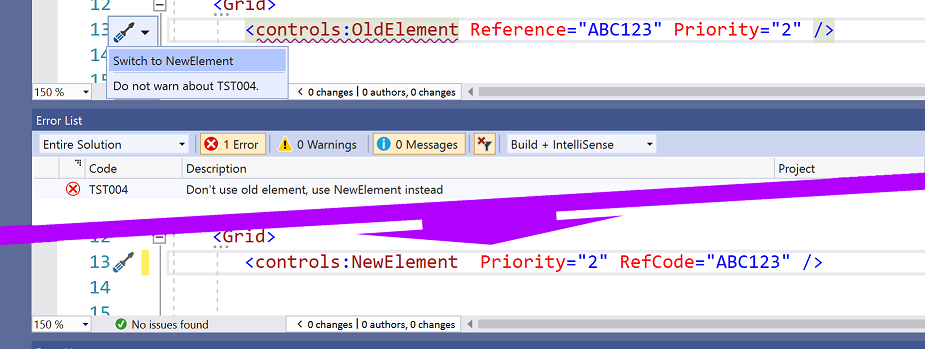 12 <Grid>
13 <controls:OldElement Reference="ABC123" Priority="2" />
14 Switch to NewElement
15 Do not warn about TST004.
150 % < 0 changes | 0 authors, 0 changes
Error List
Entire Solution 1 Error 0 Warnings 0 Messages Build + IntelliSense
Code Description Project
TST004 Don't use old element, use NewElement instead
12 <Grid>
13 <controls:NewElement Priority="2" RefCode="ABC123" />
14
15
150 % No issues found < 0 changes | 0 authors, 0 changes